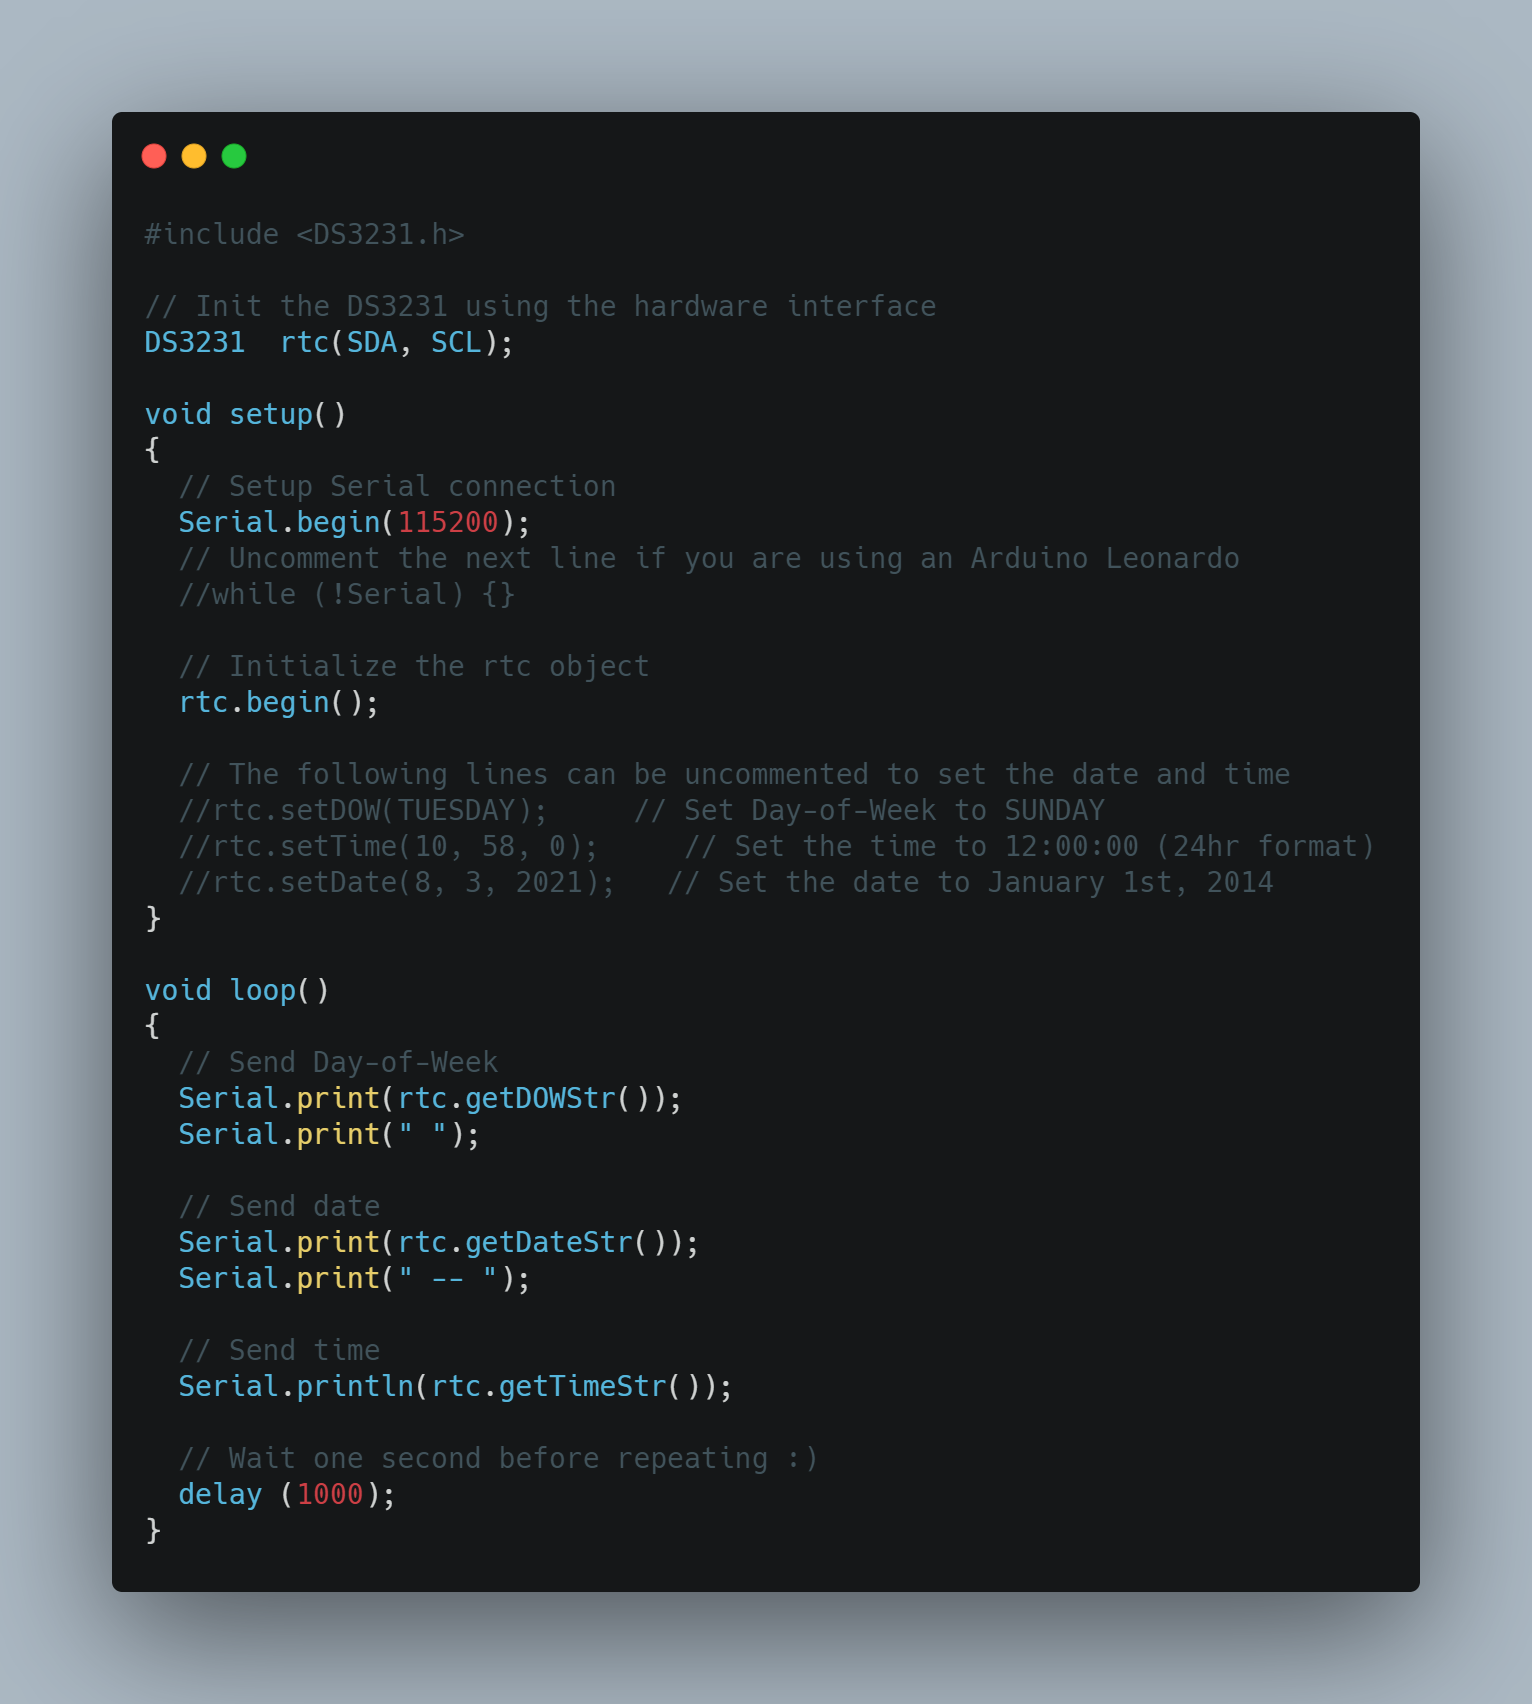 #include <DS3231.h>

// Init the DS3231 using the hardware interface
DS3231  rtc(SDA, SCL);

void setup()
{
  // Setup Serial connection
  Serial.begin(115200);
  // Uncomment the next line if you are using an Arduino Leonardo
  //while (!Serial) {}

  // Initialize the rtc object
  rtc.begin();

  // The following lines can be uncommented to set the date and time
  //rtc.setDOW(TUESDAY);     // Set Day-of-Week to SUNDAY
  //rtc.setTime(10, 58, 0);     // Set the time to 12:00:00 (24hr format)
  //rtc.setDate(8, 3, 2021);   // Set the date to January 1st, 2014
}

void loop()
{
  // Send Day-of-Week
  Serial.print(rtc.getDOWStr());
  Serial.print(" ");

  // Send date
  Serial.print(rtc.getDateStr());
  Serial.print(" -- ");

  // Send time
  Serial.println(rtc.getTimeStr());

  // Wait one second before repeating :)
  delay (1000);
}